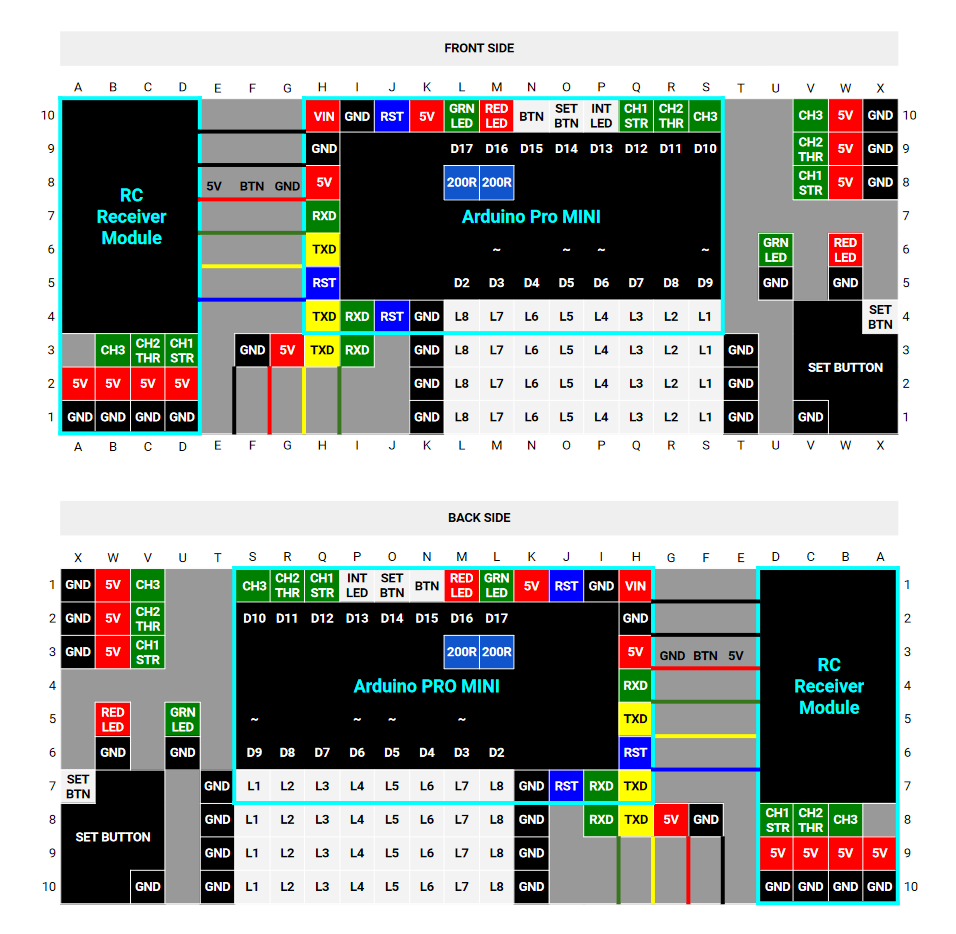 FRONT SIDE
A B C D E F G H I J K L M N O P Q R S T U V W X
10 VIN GND RST 5V GRN LED RED LED BTN SET BTN INT LED CH1 STR CH2 THR CH3 CH3 5V GND 10
9 GND D17 D16 D15 D14 D13 D12 D11 D10 CH2 THR 5V GND 9
8 5V BTN GND 5V 200R 200R CH1 STR 5V GND 8
RC
Receiver
Module
7 RXD Arduino Pro MINI 7
6 TXD ~ ~ ~ ~ GRN LED RED LED 6
5 RST D2 D3 D4 D5 D6 D7 D8 D9 GND GND 5
4 TXD RXD RST GND L8 L7 L6 L5 L4 L3 L2 L1 SET BTN 4
3 CH3 CH2 THR CH1 STR GND 5V TXD RXD GND L8 L7 L6 L5 L4 L3 L2 L1 GND 3
SET BUTTON
2 5V 5V 5V 5V GND L8 L7 L6 L5 L4 L3 L2 L1 GND 2
1 GND GND GND GND GND L8 L7 L6 L5 L4 L3 L2 L1 GND GND 1
A B C D E F G H I J K L M N O P Q R S T U V W X
BACK SIDE
X W V U T S R Q P O N M L K J I H G F E D C B A
1 GND 5V CH3 CH3 CH2 THR CH1 STR INT LED SET BTN BTN RED LED GRN LED 5V RST GND VIN 1
2 GND 5V CH2 THR D10 D11 D12 D13 D14 D15 D16 D17 GND 2
3 GND 5V CH1 STR 200R 200R 5V GND BTN 5V 3
RC
Receiver
Module
4 Arduino PRO MINI RXD 4
5 RED LED GRN LED ~ ~ ~ ~ TXD 5
6 GND GND D9 D8 D7 D6 D5 D4 D3 D2 RST 6
7 SET BTN GND L1 L2 L3 L4 L5 L6 L7 L8 GND RST RXD TXD 7
8 GND L1 L2 L3 L4 L5 L6 L7 L8 GND RXD TXD 5V GND CH1 STR CH2 THR CH3 8
SET BUTTON
9 GND L1 L2 L3 L4 L5 L6 L7 L8 GND 5V 5V 5V 5V 9
10 GND GND L1 L2 L3 L4 L5 L6 L7 L8 GND GND GND GND GND 10